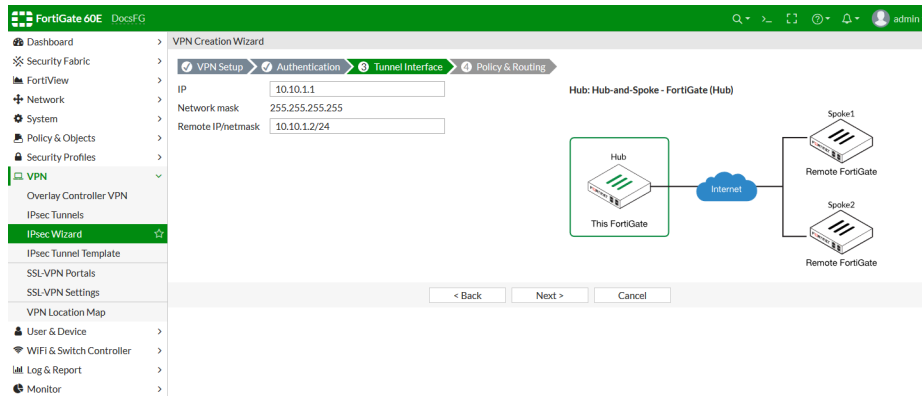 FortiGate 60E DocsFG
admin
Dashboard
Security Fabric
FortiView
Network
System
Policy & Objects
Security Profiles
VPN
Overlay Controller VPN
IPsec Tunnels
IPsec Wizard
IPsec Tunnel Template
SSL-VPN Portals
SSL-VPN Settings
VPN Location Map
User & Device
WiFi & Switch Controller
Log & Report
Monitor
VPN Creation Wizard
VPN Setup
Authentication
3 Tunnel Interface
4 Policy & Routing
IP 10.10.1.1
Network mask 255.255.255.255
Remote IP/netmask 10.10.1.2/24
Hub: Hub-and-Spoke - FortiGate (Hub)
Spoke1
Remote FortiGate
Hub
Internet
This FortiGate
Spoke2
Remote FortiGate
< Back
Next >
Cancel